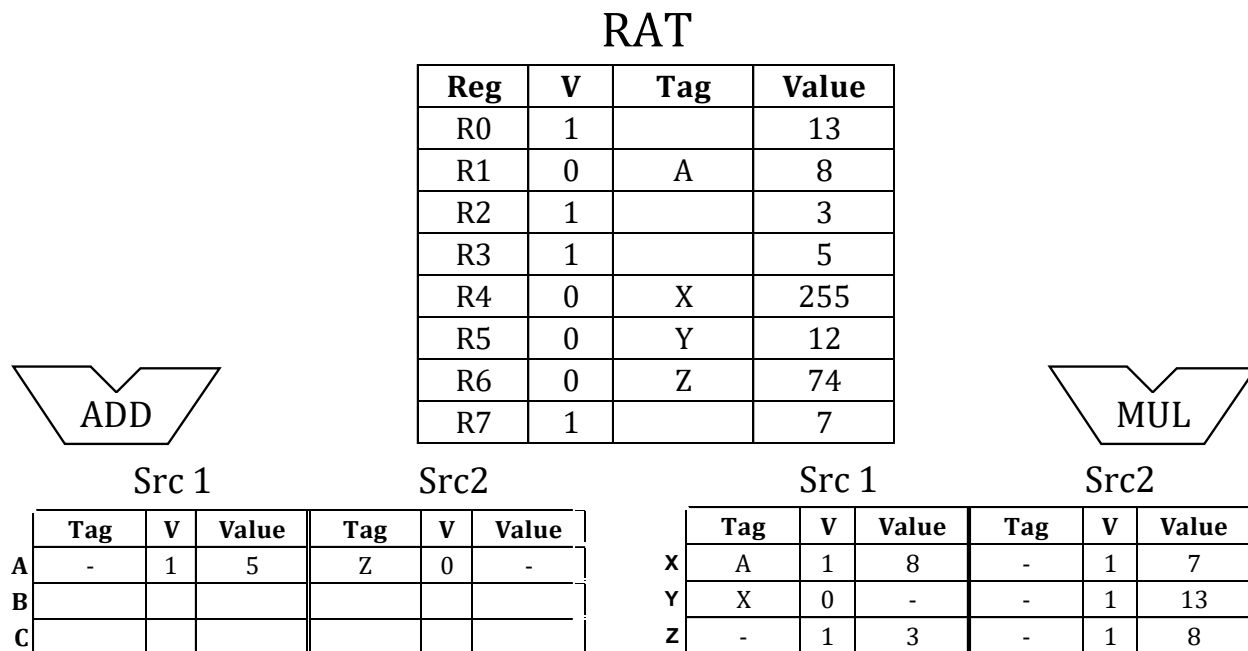 RAT
Reg V Tag Value
R0 1 13
R1 0 A 8
R2 1 3
R3 1 5
R4 0 X 255
R5 0 Y 12
R6 0 Z 74
R7 1 7
ADD
MUL
Src 1 Src2
Tag V Value Tag V Value
A - 1 5 Z 0 -
B
C
Src 1 Src2
Tag V Value Tag V Value
X A 1 8 - 1 7
Y X 0 - - 1 13
Z - 1 3 - 1 8